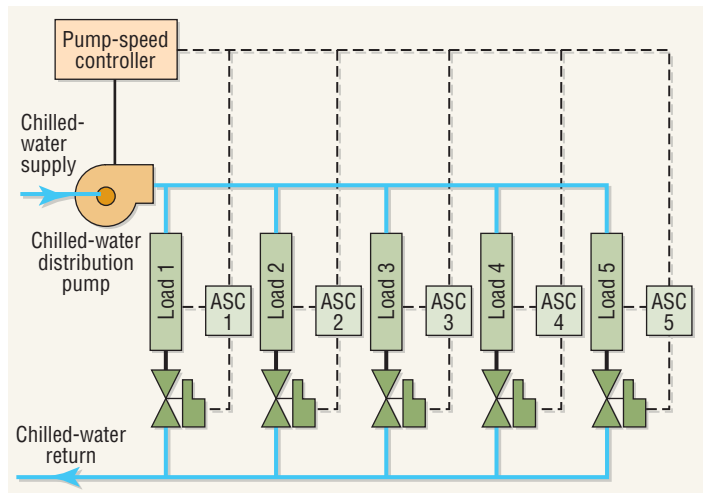 Pump-speed
controller
Chilled-
water
supply
Chilled-water
distribution
pump
Load 1
ASC
1
Load 2
ASC
2
Load 3
ASC
3
Load 4
ASC
4
Load 5
ASC
5
Chilled-water
return